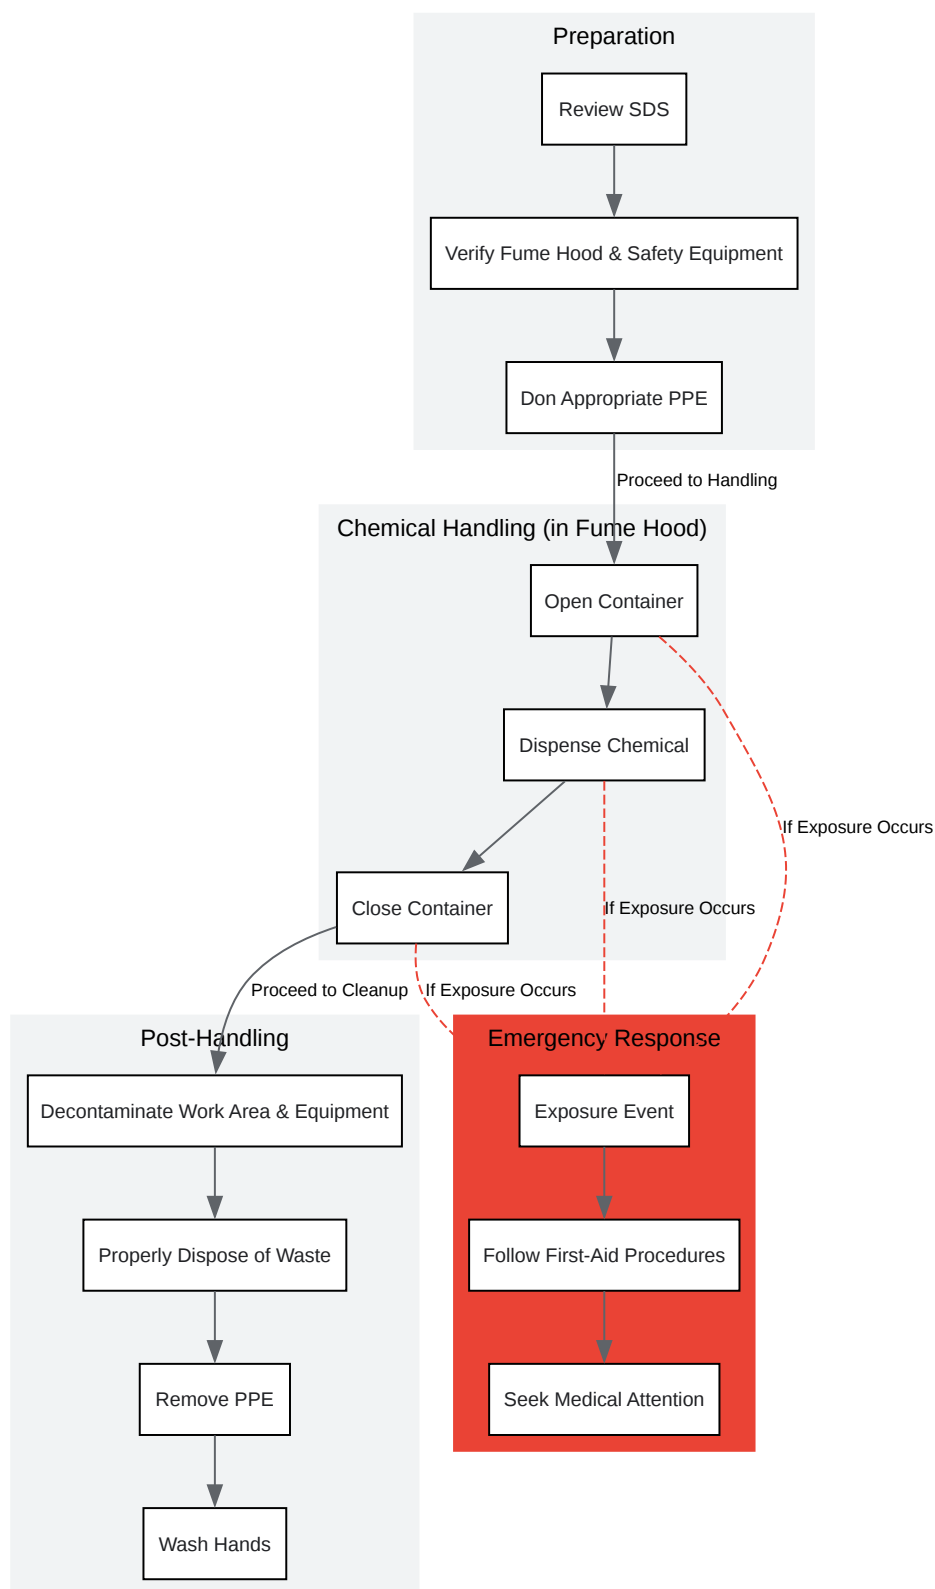 Preparation
Review SDS
Verify Fume Hood & Safety Equipment
Don Appropriate PPE
Proceed to Handling
Chemical Handling (in Fume Hood)
Open Container
Dispense Chemical
If Exposure Occurs
Close Container
If Exposure Occurs
Proceed to Cleanup
If Exposure Occurs
Post-Handling
Decontaminate Work Area & Equipment
Properly Dispose of Waste
Remove PPE
Wash Hands
Emergency Response
Exposure Event
Follow First-Aid Procedures
Seek Medical Attention